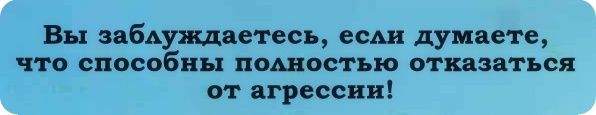 Вы заблуждаетесь, если думаете,
что способны полностью отказаться
от агрессии!